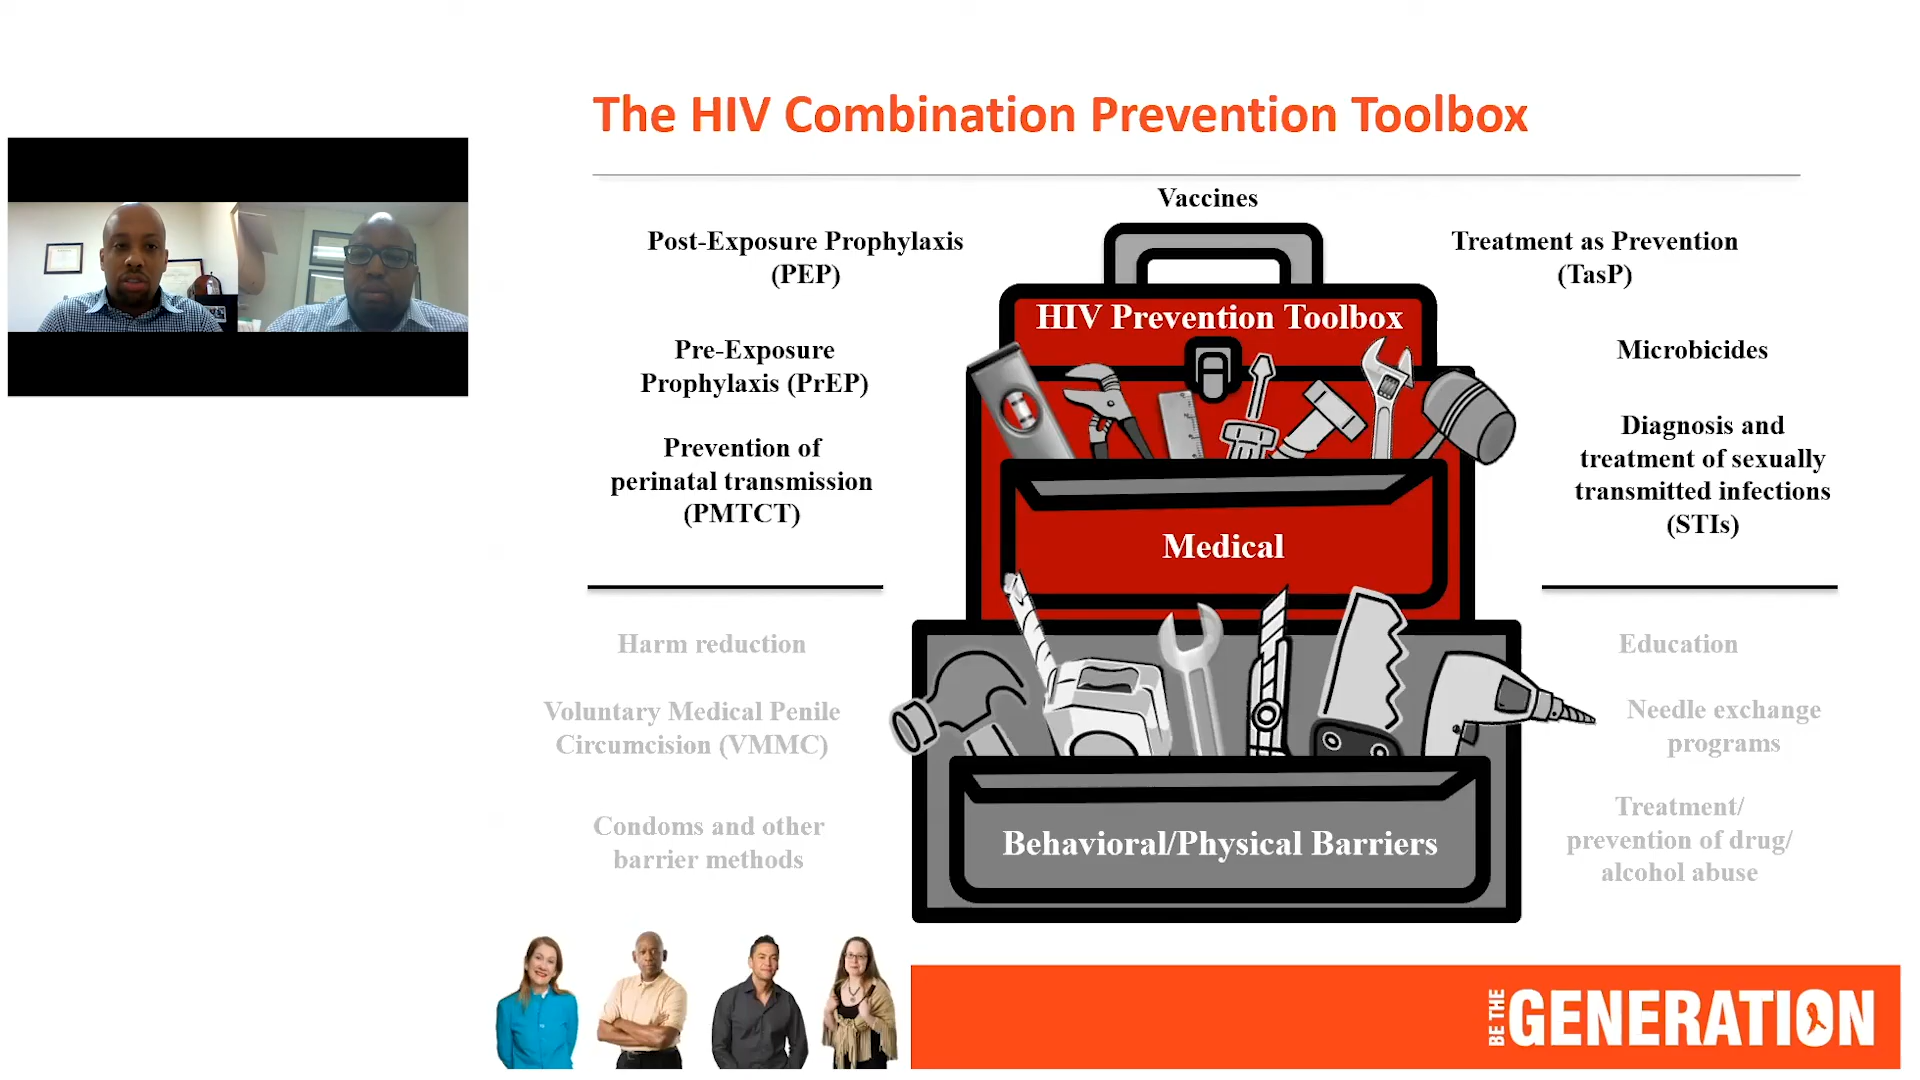 The HIV Combination Prevention Toolbox
Vaccines
Post-Exposure Prophylaxis
(PEP)
Treatment as Prevention
(TasP)
HIV Prevention Toolbox
Pre-Exposure
Prophylaxis (PrEP)
Microbicides
Prevention of
perinatal transmission
(PMTCT)
Diagnosis and
treatment of sexually
transmitted infections
(STIs)
Medical
Harm reduction
Education
Voluntary Medical Penile
Circumcision (VMMC)
Needle exchange
programs
Condoms and other
barrier methods
Treatment/
prevention of drug/
alcohol abuse
Behavioral/Physical Barriers
BE THE GENERATION